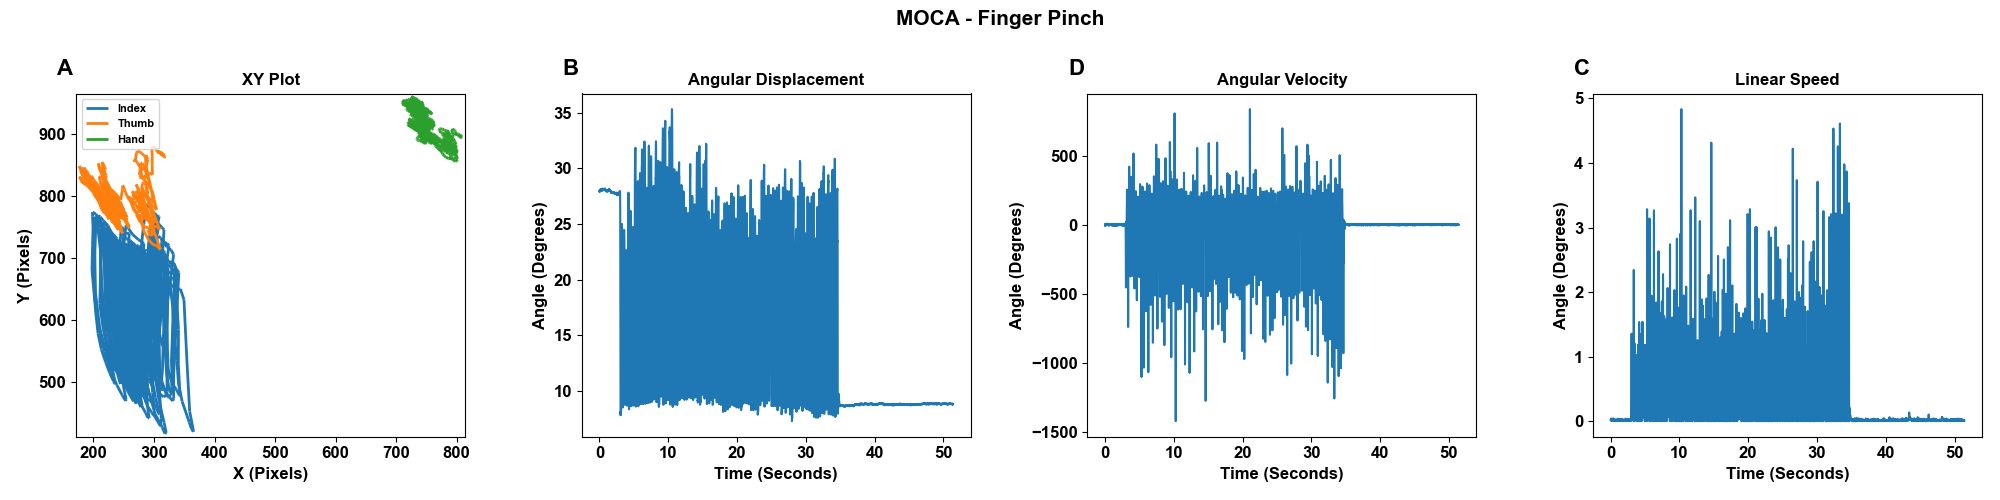 MOCA - Finger Pinch
A
XY Plot
Index
Thumb
Hand
900
800
700
600
500
200 300 400 500 600 700 800
Y (Pixels)
X (Pixels)
B
Angular Displacement
35
30
25
20
15
10
0 10 20 30 40 50
Angle (Degrees)
Time (Seconds)
D
Angular Velocity
500
0
−500
−1000
−1500
0 10 20 30 40 50
Angle (Degrees)
Time (Seconds)
C
Linear Speed
5
4
3
2
1
0
0 10 20 30 40 50
Angle (Degrees)
Time (Seconds)